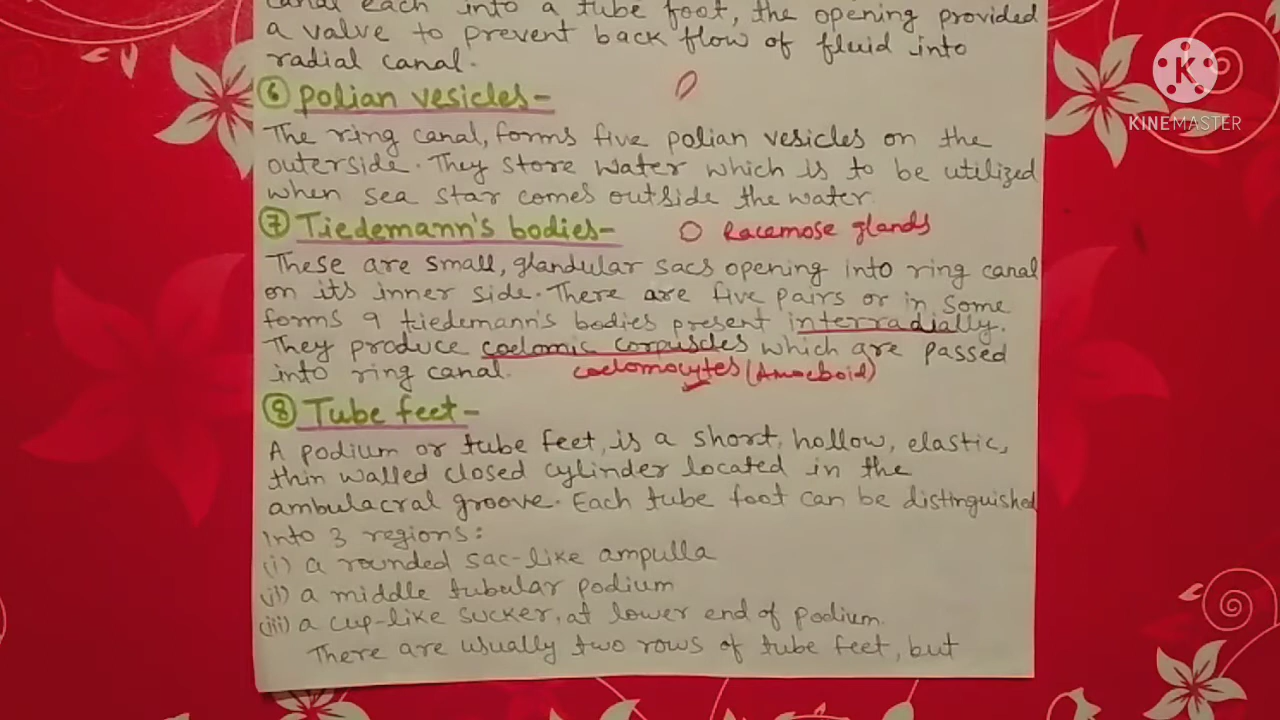 canal each into a tube foot, the opening provided
a valve to prevent back flow of fluid into
radial canal.
⑥ Polian vesicles-
The ring canal, forms five polian vesicles on the
outerside. They store water which is to be utilized
when sea star comes outside the water.
⑦ Tiedemann's bodies-
Racemose glands
These are small, glandular sacs opening into ring canal
on its inner side. There are five pairs or in some
forms 9 tiedemann's bodies present interradially.
They produce coelomic corpuscles which are passed
into ring canal.
coelomocytes (Amoeboid)
⑧ Tube feet-
A podium or tube feet, is a short, hollow, elastic,
thin walled closed cylinder located in the
ambulacral groove. Each tube foot can be distinguished
into 3 regions:
(i) a rounded sac-like ampulla
(ii) a middle tubular podium
(iii) a cup-like sucker, at lower end of podium.
There are usually two rows of tube feet, but
K
KINEMASTER